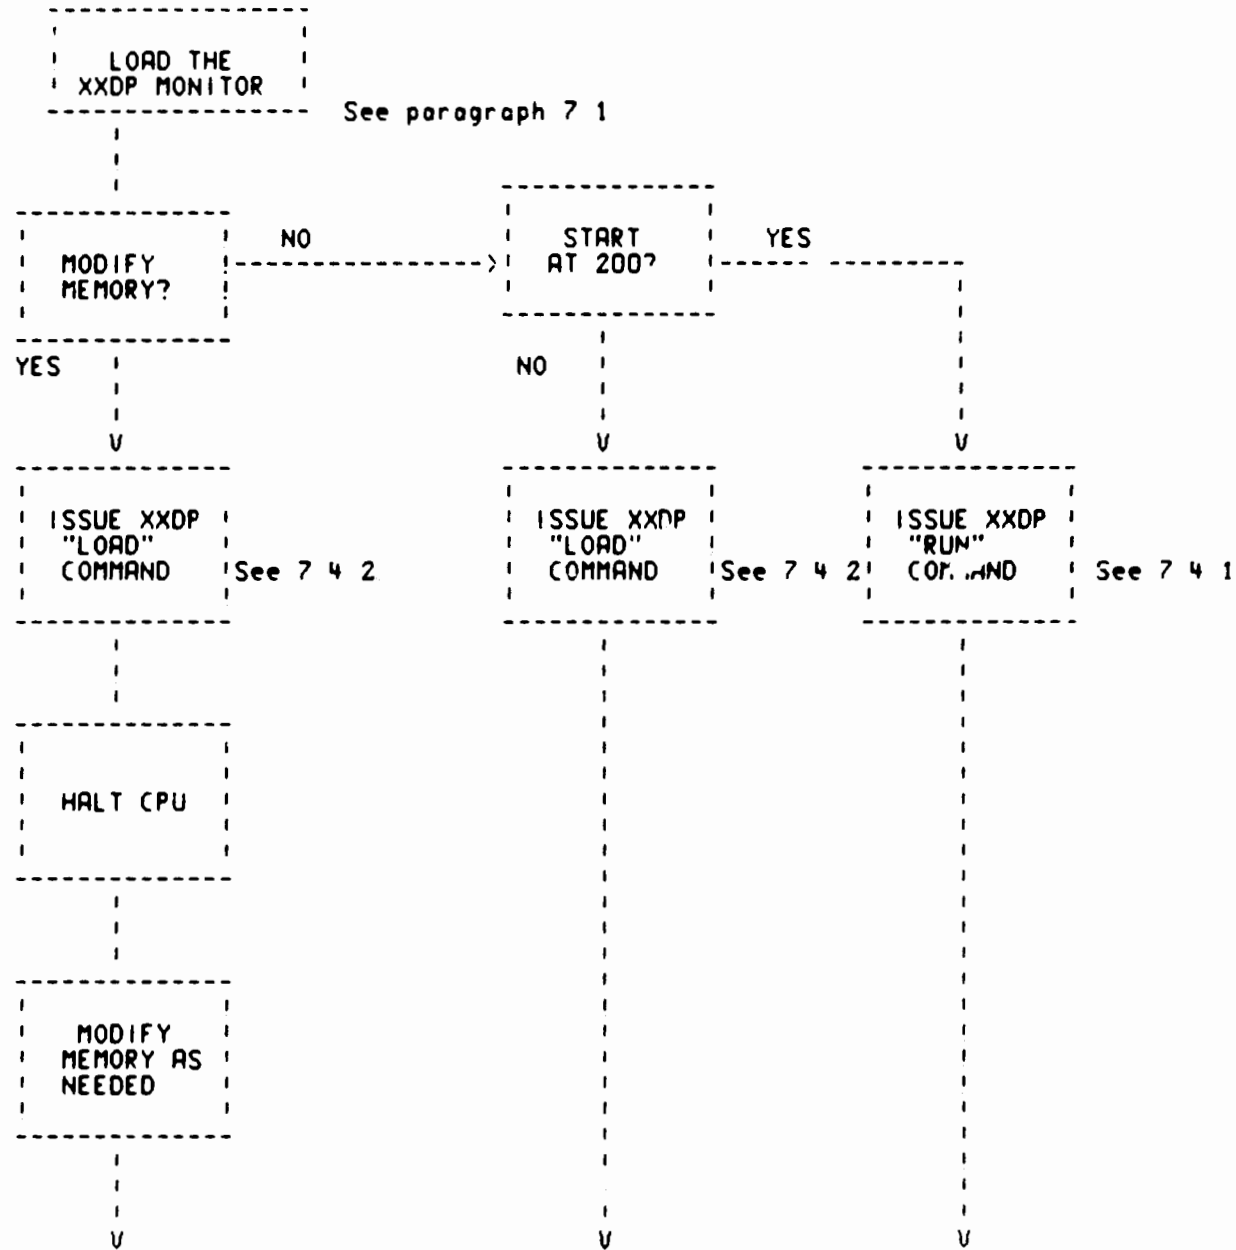 LOAD THE
XXDP MONITOR
See paragraph 7 1
MODIFY
MEMORY?
NO
START
AT 200?
YES
YES
NO
V
V
V
ISSUE XXDP
"LOAD"
COMMAND
See 7 4 2
ISSUE XXDP
"LOAD"
COMMAND
See 7 4 2
ISSUE XXDP
"RUN"
See 7 4 1
HALT CPU
MODIFY
MEMORY AS
NEEDED
V
V
V